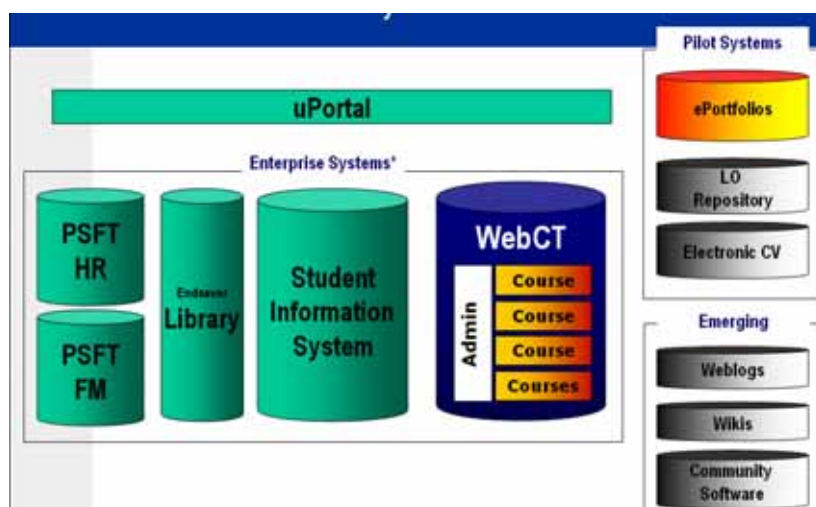 uPortal
Enterprise Systems*
PSFT
HR
PSFT
FM
Endeavor
Library
Student
Information
System
WebCT
Admin
Course
Course
Course
Courses
Pilot Systems
ePortfolios
LO
Repository
Electronic CV
Emerging
Weblogs
Wikis
Community
Software